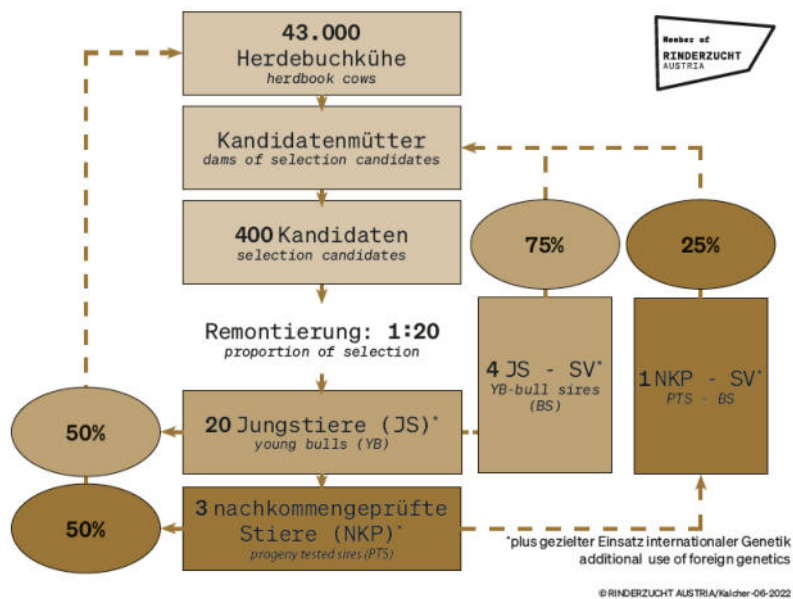 43.000
Herdebuchkühe
herdbook cows
Member of
RINDERZUCHT
AUSTRIA
Kandidatenmütter
dams of selection candidates
400 Kandidaten
selection candidates
75%
25%
Remontierung: 1:20
proportion of selection
4 JS - SV*
YB-bull sires
(BS)
1 NKP - SV*
PTS - BS
50%
20 Jungstiere (JS)*
young bulls (YB)
50%
3 nachkommengeprüfte
Stiere (NKP)*
progeny tested sires (PTS)
*plus gezielter Einsatz internationaler Genetik
additional use of foreign genetics
© RINDERZUCHT AUSTRIA/Kalcher-06-2022